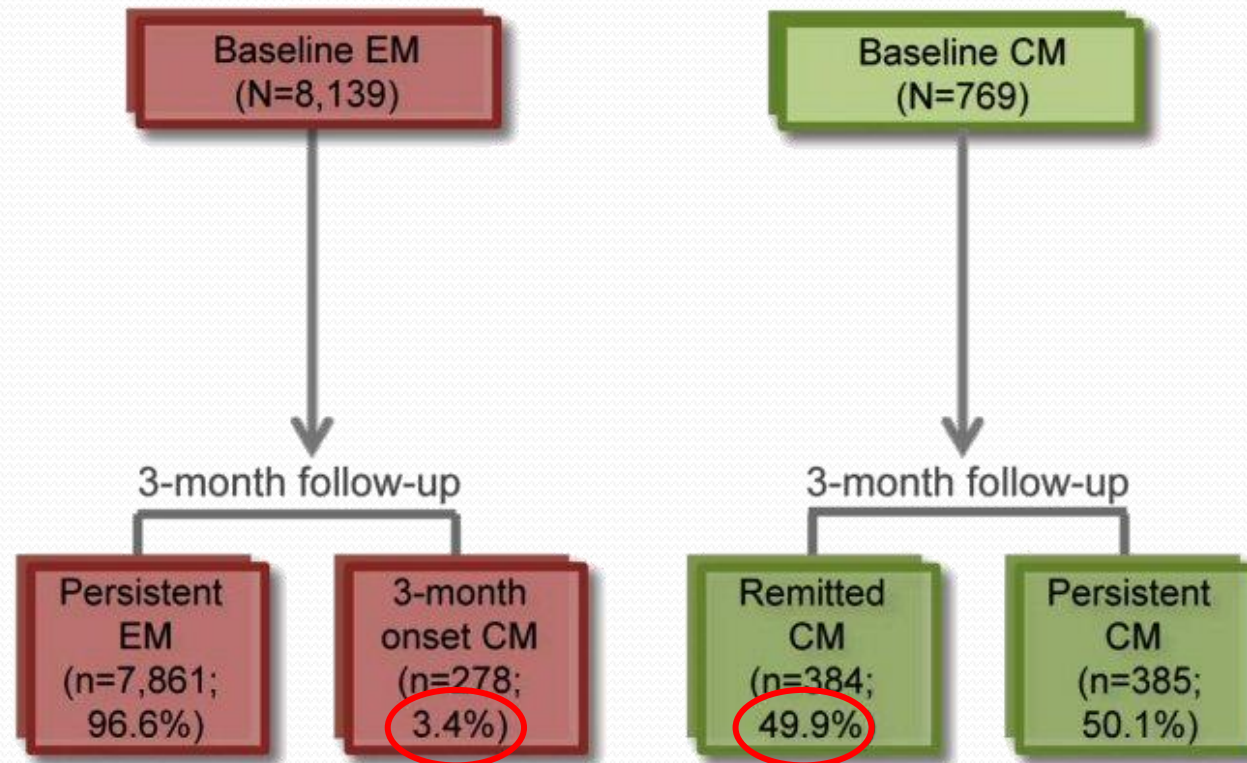 Baseline EM
(N=8,139)
Baseline CM
(N=769)
3-month follow-up
3-month follow-up
Persistent
EM
(n=7,861;
96.6%)
3-month
onset CM
(n=278;
3.4%)
Remitted
CM
(n=384;
49.9%
Persistent
CM
(n=385;
50.1%)